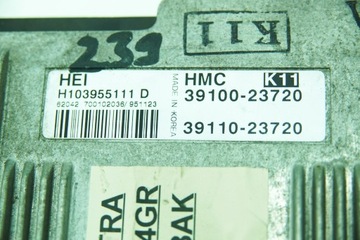 239
K11
HEI
H103955111 D
62042 700102036/951123
MADE IN KOREA
HMC K11
39100-23720
39110-23720
TRA
4GR
BAK